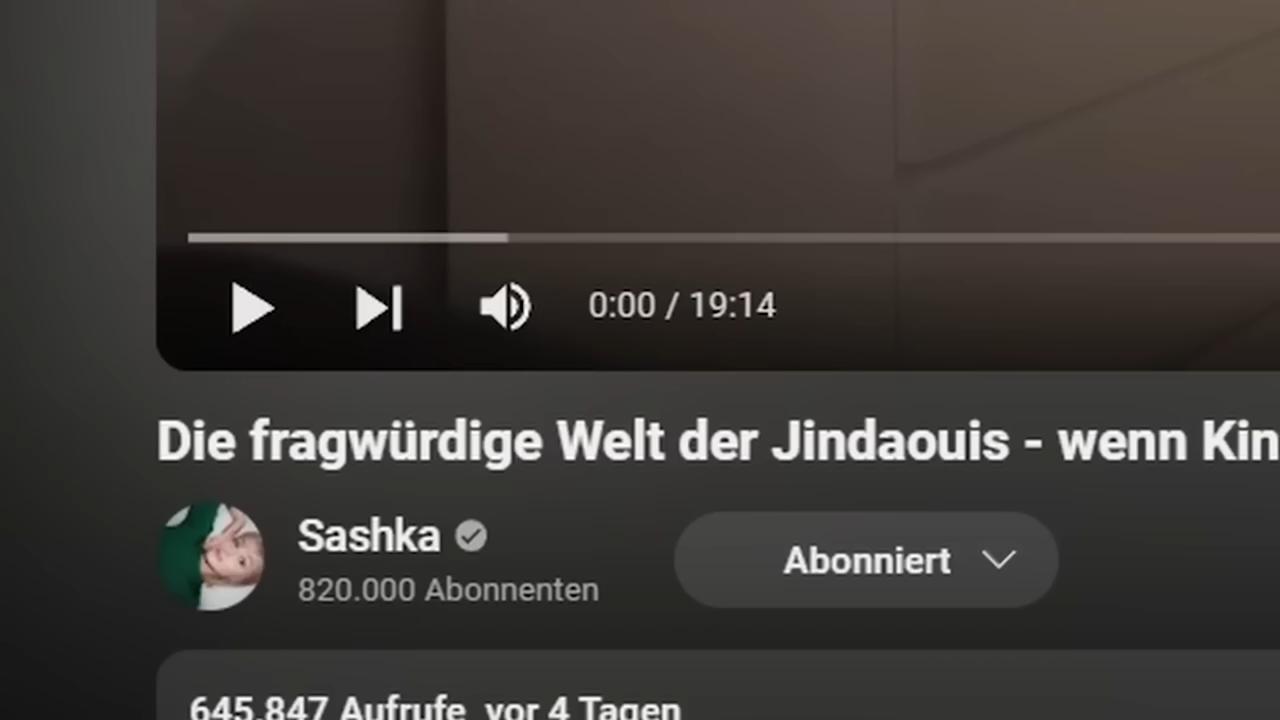 0:00 / 19:14
Die fragwürdige Welt der Jindaouis - wenn Kin
Sashka
820.000 Abonnenten
Abonniert
645.847 Aufrufe vor 4 Tagen